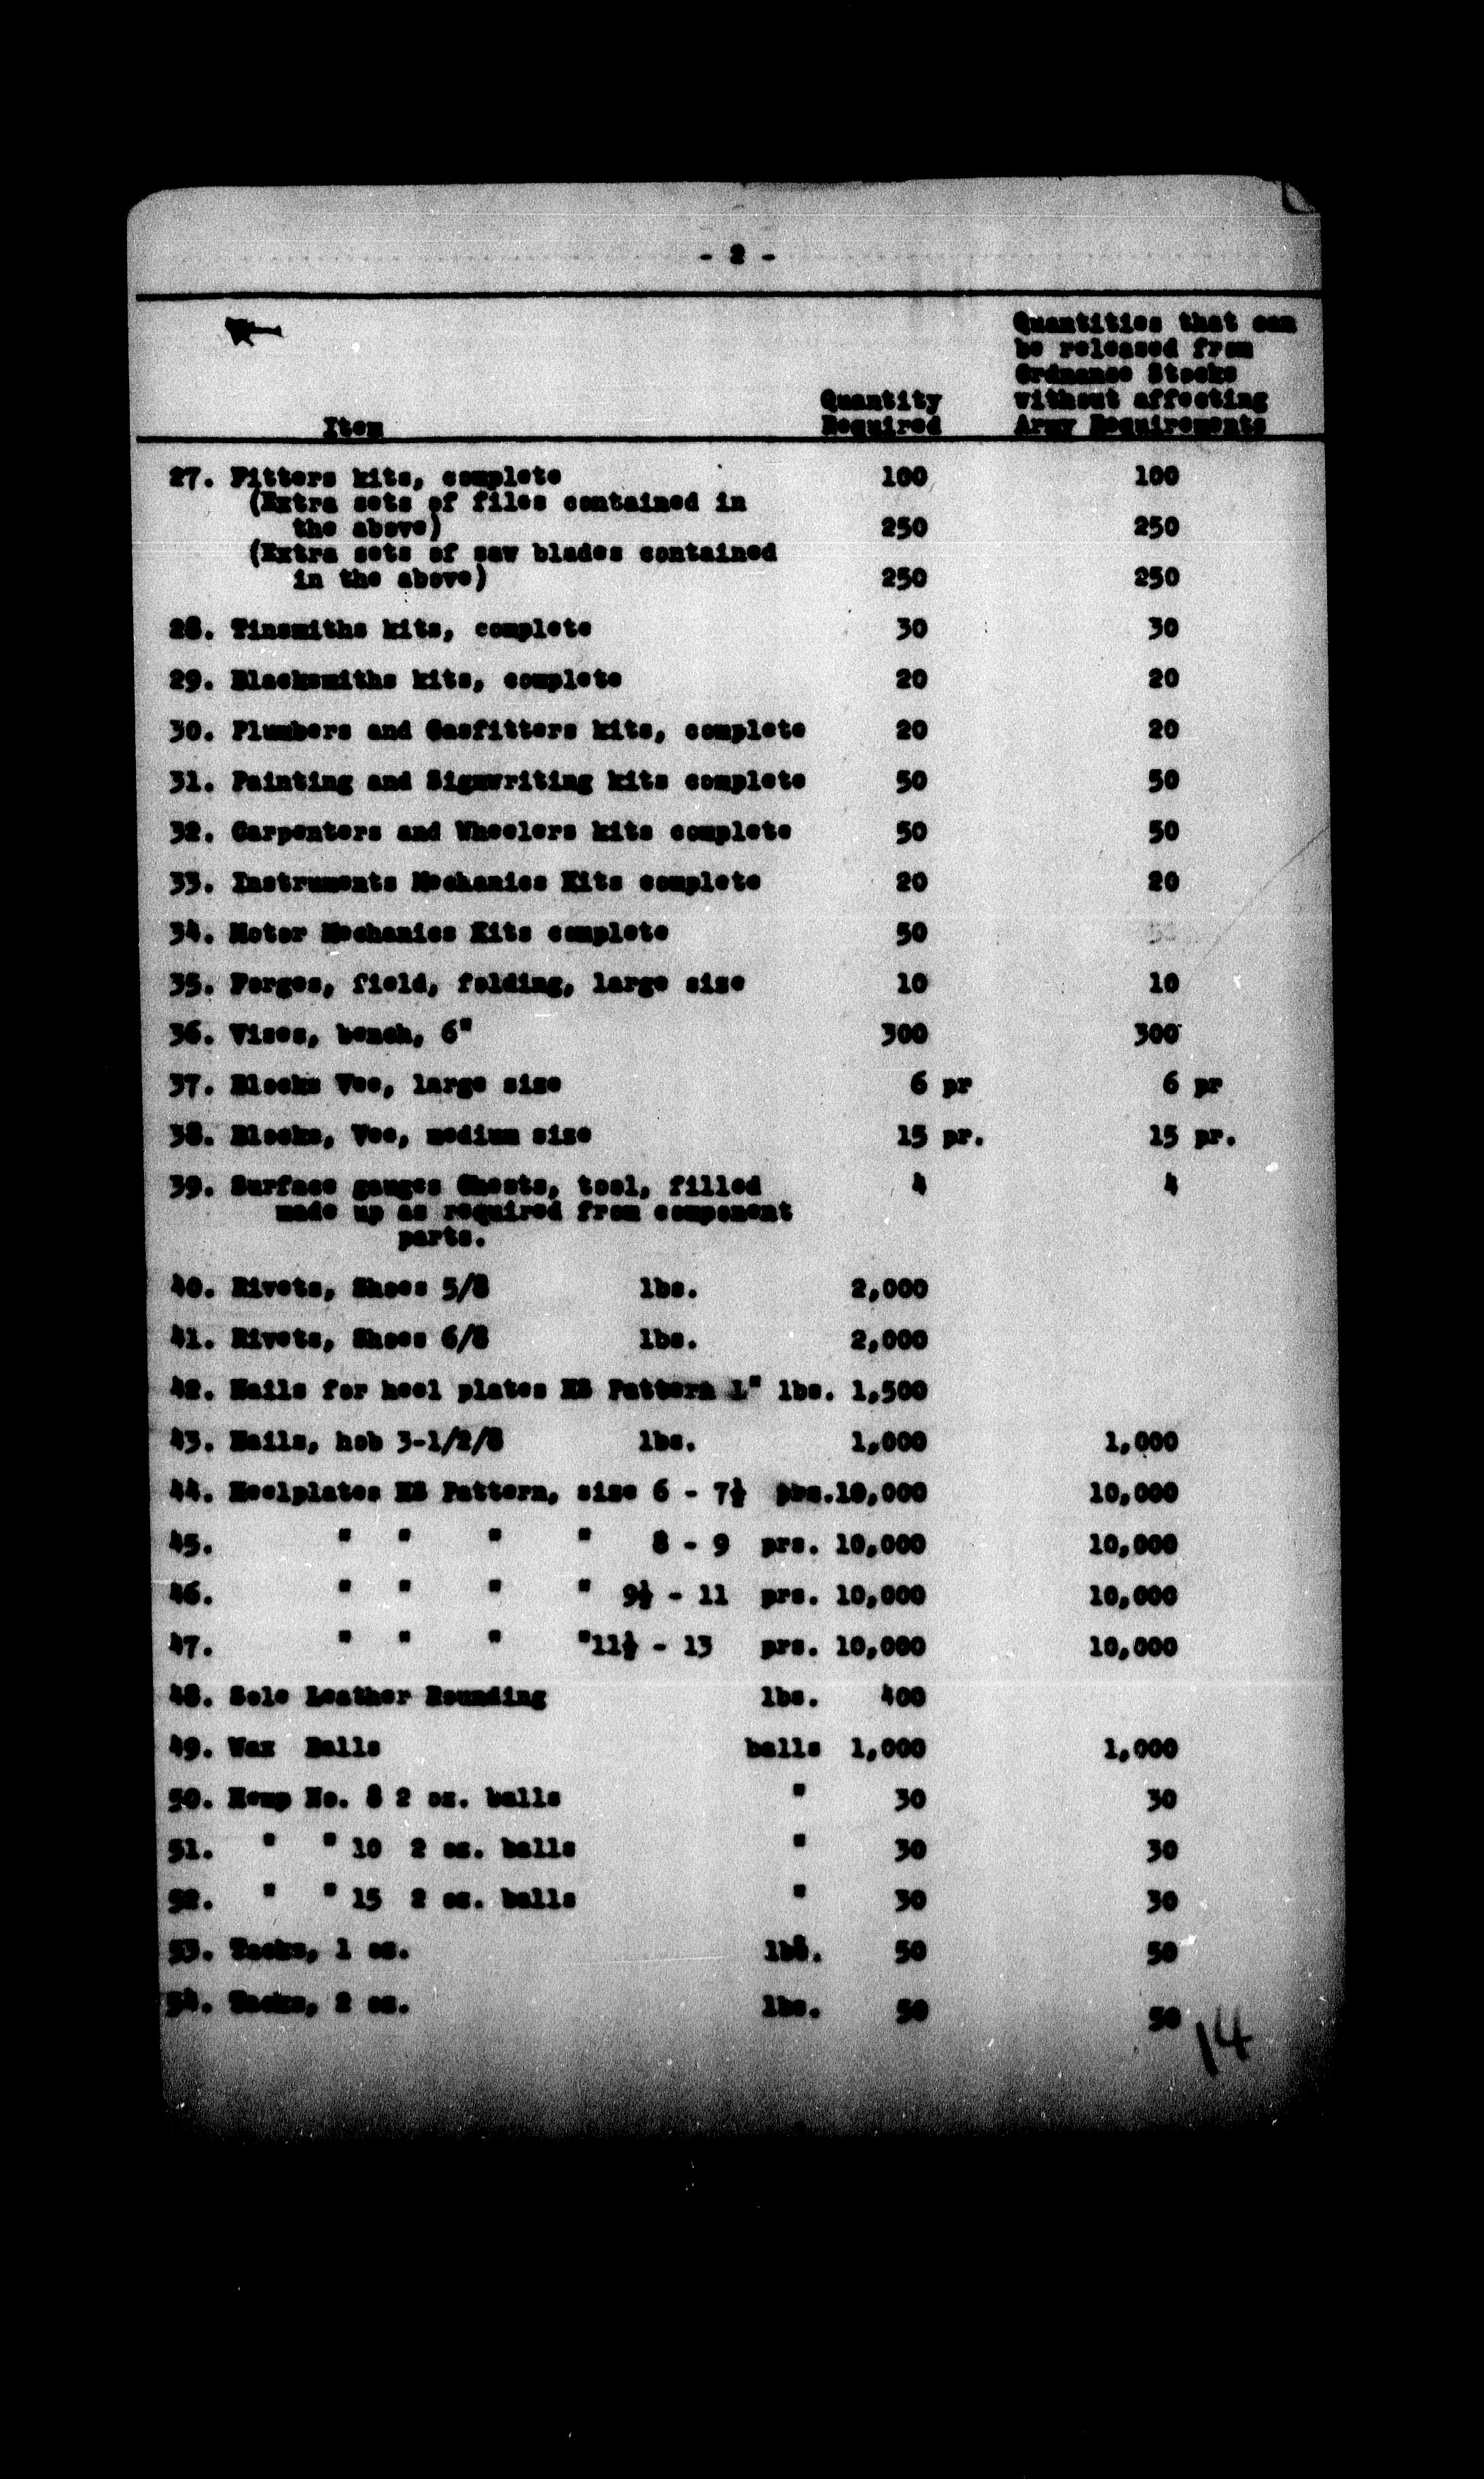 - 2 -
Quantities that can
be released from
Ordnance Stocks
Quantity without affecting
Item Required Army Requirements
27. Fitters kits, complete 100 100
(Extra sets of files contained in
the above) 250 250
(Extra sets of saw blades contained
in the above) 250 250
28. Tinsmiths kits, complete 30 30
29. Blacksmiths kits, complete 20 20
30. Plumbers and Gasfitters kits, complete 20 20
31. Painting and Signwriting kits complete 50 50
32. Carpenters and Wheelers kits complete 50 50
33. Instruments Mechanics Kits complete 20 20
34. Motor Mechanics Kits complete 50
35. Forges, field, folding, large size 10 10
36. Vises, bench, 6" 300 300
37. Blocks Vee, large size 6 pr 6 pr
38. Blocks, Vee, medium size 15 pr. 15 pr.
39. Surface gauges Chests, tool, filled 4 4
made up as required from component
parts.
40. Rivets, Shoes 5/8 lbs. 2,000
41. Rivets, Shoes 6/8 lbs. 2,000
42. Nails for heel plates Pattern 1" lbs. 1,500
43. Nails, hob 3-1/2/8 lbs. 1,000 1,000
44. Heelplates Pattern, size 6 - 7½ 10,000 10,000
45. " " " " 8 - 9 prs. 10,000 10,000
46. " " " " 9½ - 11 prs. 10,000 10,000
47. " " " "11½ - 13 prs. 10,000 10,000
48. Sole Leather Rounding lbs. 400
49. Wax Balls balls 1,000 1,000
50. Hemp No. 8 2 oz. balls " 30 30
51. " " 10 2 oz. balls " 30 30
52. " " 15 2 oz. balls " 30 30
53. Tacks, 1 oz. lbs. 50 50
54. Tacks, 2 oz. lbs. 50 50
14